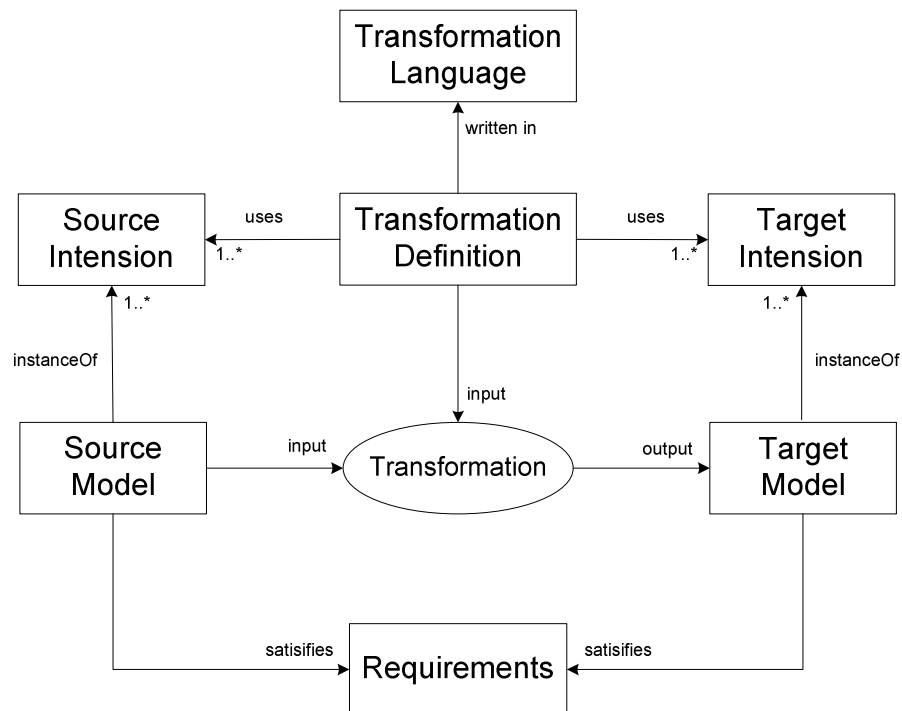 Transformation
Language
written in
Source
Intension
uses
1..*
Transformation
Definition
uses
1..*
Target
Intension
1..*
1..*
instanceOf
instanceOf
input
Source
Model
input
Transformation
output
Target
Model
satisifies
Requirements
satisifies